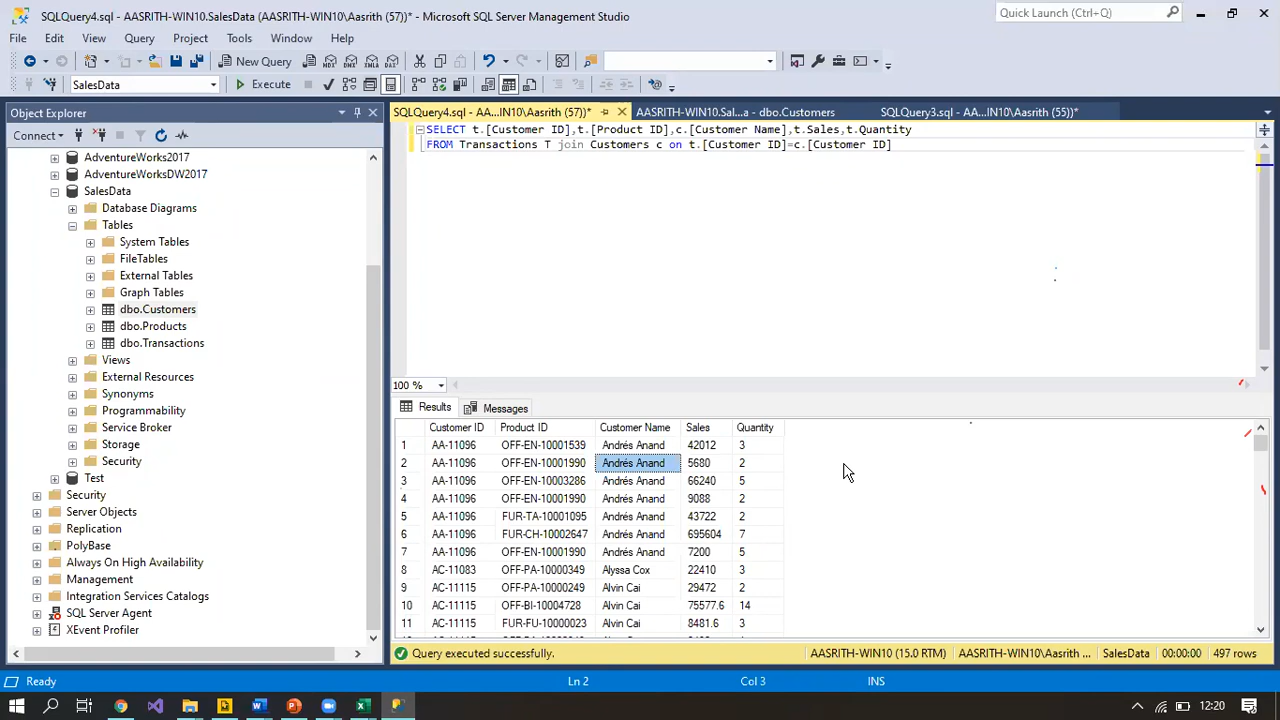 SQLQuery4.sql - AASRITH-WIN10.SalesData (AASRITH-WIN10\Aasrith (57))* - Microsoft SQL Server Management Studio
Quick Launch (Ctrl+Q)
File Edit View Query Project Tools Window Help
New Query
MDX DMX XMLA DAX
SalesData Execute
Object Explorer
Connect
AdventureWorks2017
AdventureWorksDW2017
SalesData
Database Diagrams
Tables
System Tables
FileTables
External Tables
Graph Tables
dbo.Customers
dbo.Products
dbo.Transactions
Views
External Resources
Synonyms
Programmability
Service Broker
Storage
Security
Test
Security
Server Objects
Replication
PolyBase
Always On High Availability
Management
Integration Services Catalogs
SQL Server Agent
XEvent Profiler
SQLQuery4.sql - AA...IN10\Aasrith (57))* AASRITH-WIN10.Sal...a - dbo.Customers SQLQuery3.sql - AA...IN10\Aasrith (55))*
SELECT t.[Customer ID],t.[Product ID],c.[Customer Name],t.Sales,t.Quantity
FROM Transactions T join Customers c on t.[Customer ID]=c.[Customer ID]
100 %
Results Messages
Customer ID Product ID Customer Name Sales Quantity
1 AA-11096 OFF-EN-10001539 Andrés Anand 42012 3
2 AA-11096 OFF-EN-10001990 Andrés Anand 5680 2
3 AA-11096 OFF-EN-10003286 Andrés Anand 66240 5
4 AA-11096 OFF-EN-10001990 Andrés Anand 9088 2
5 AA-11096 FUR-TA-10001095 Andrés Anand 43722 2
6 AA-11096 FUR-CH-10002647 Andrés Anand 695604 7
7 AA-11096 OFF-EN-10001990 Andrés Anand 7200 5
8 AC-11083 OFF-PA-10000349 Alyssa Cox 22410 3
9 AC-11115 OFF-PA-10000249 Alvin Cai 29472 2
10 AC-11115 OFF-BI-10004728 Alvin Cai 75577.6 14
11 AC-11115 FUR-FU-10000023 Alvin Cai 8481.6 3
Query executed successfully. AASRITH-WIN10 (15.0 RTM) AASRITH-WIN10\Aasrith ... SalesData 00:00:00 497 rows
Ready Ln 2 Col 3 INS
12:20